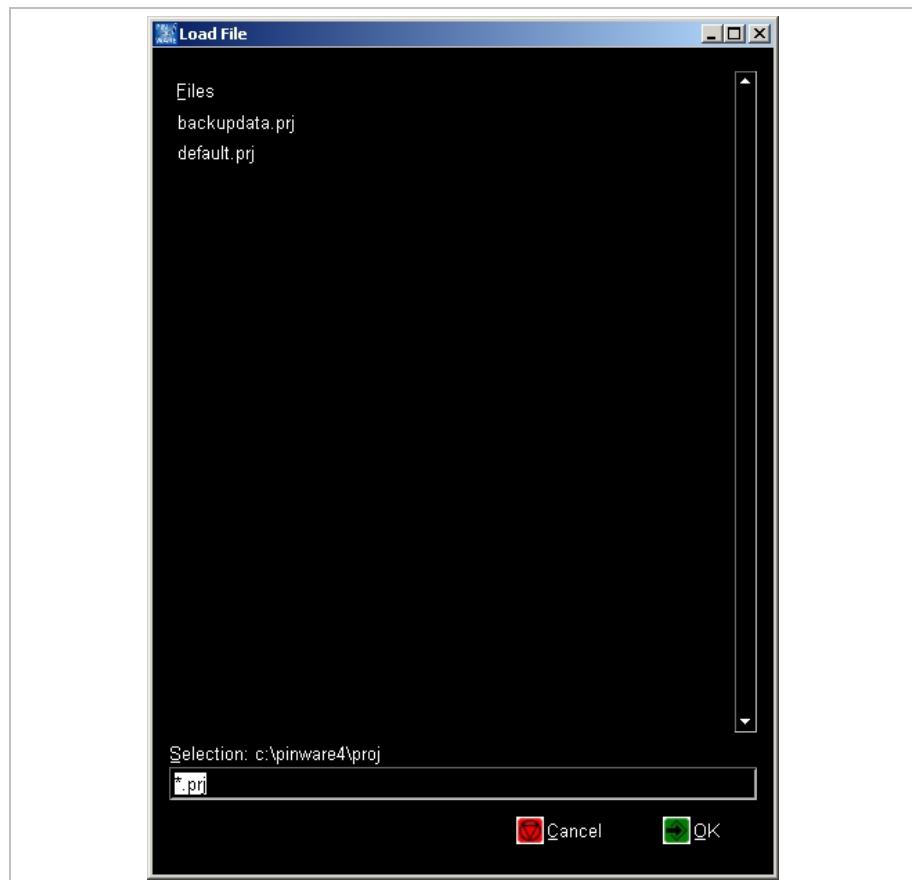 Load File
Files
backupdata.prj
default.prj
Selection: c:\pinware4\proj
*.prj
Cancel
OK